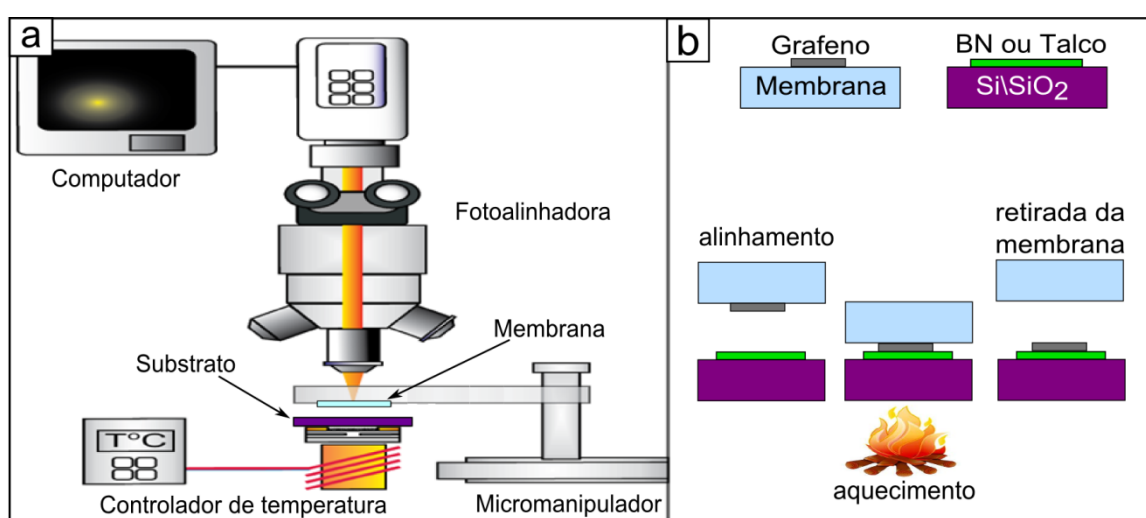 a
Computador
Fotoalinhadora
Membrana
Substrato
T°C
Controlador de temperatura
Micromanipulador
b
Grafeno
Membrana
BN ou Talco
Si\SiO₂
alinhamento
retirada da
membrana
aquecimento